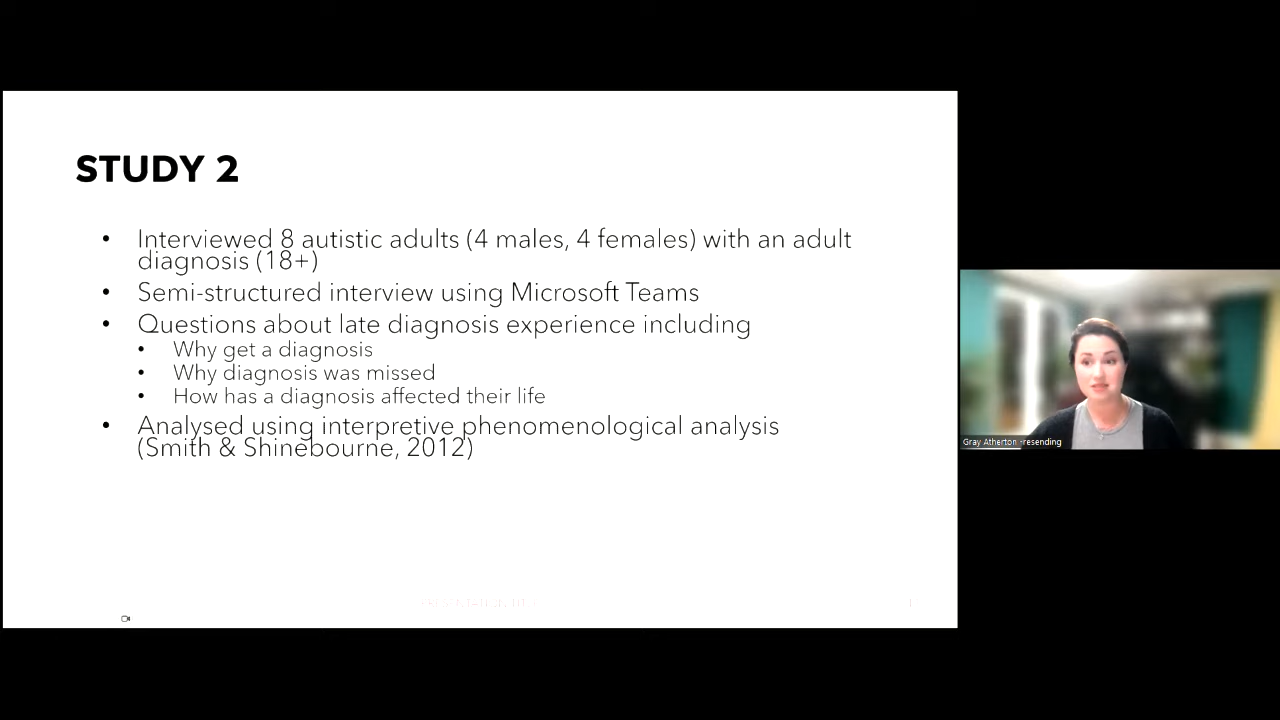 STUDY 2
• Interviewed 8 autistic adults (4 males, 4 females) with an adult
diagnosis (18+)
• Semi-structured interview using Microsoft Teams
• Questions about late diagnosis experience including
• Why get a diagnosis
• Why diagnosis was missed
• How has a diagnosis affected their life
• Analysed using interpretive phenomenological analysis
(Smith & Shinebourne, 2012)
Gray Atherton -resending